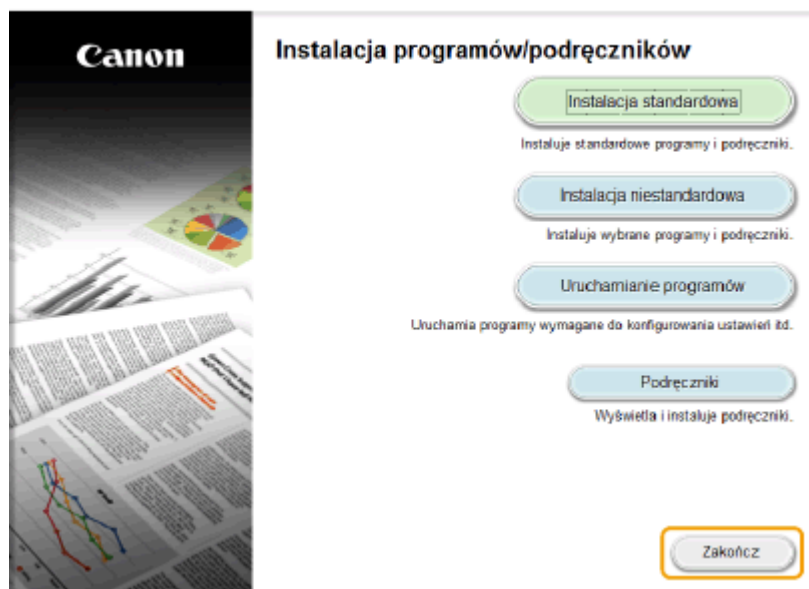 Canon
Instalacja programów/podręczników
Instalacja standardowa
Instaluje standardowe programy i podręczniki.
Instalacja niestandardowa
Instaluje wybrane programy i podręczniki.
Uruchamianie programów
Uruchamia programy wymagane do konfigurowania ustawień itd.
Podręczniki
Wyświetla i instaluje podręczniki.
Zakończ